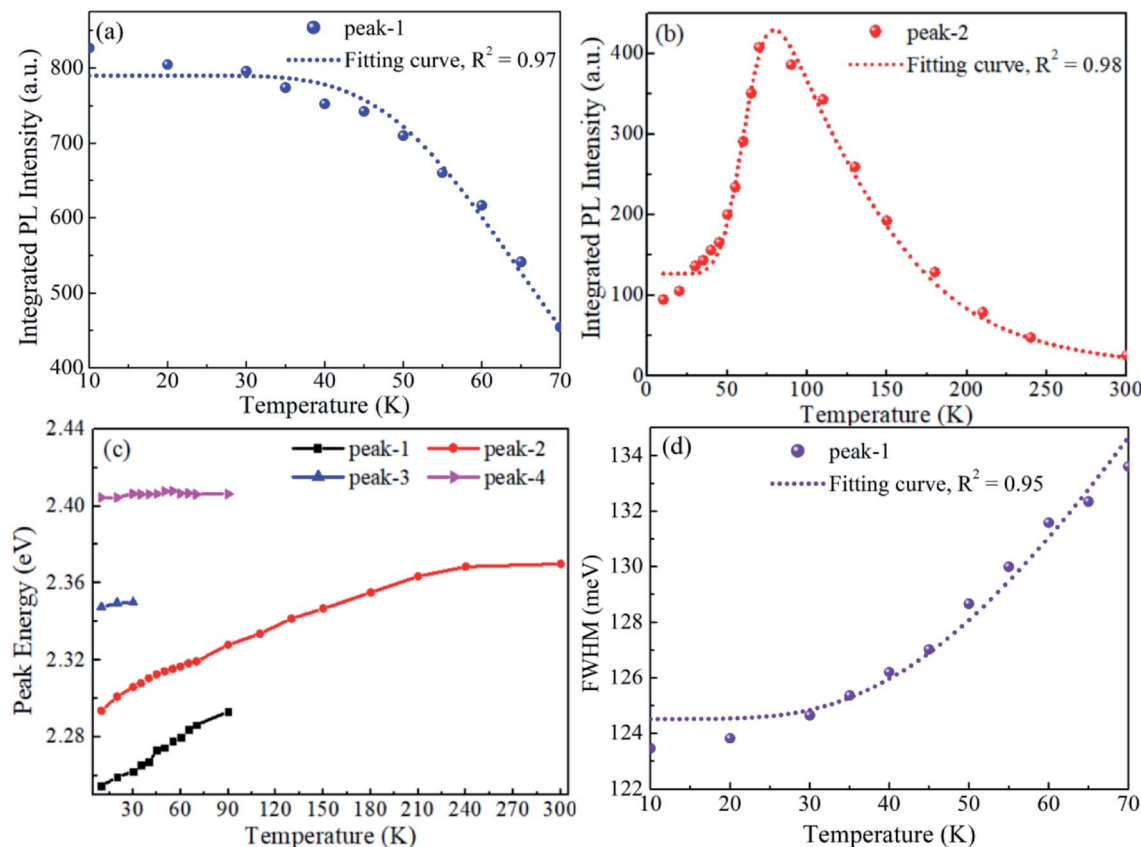 (a)
peak-1
Fitting curve, R² = 0.97
Integrated PL Intensity (a.u.)
800
700
600
500
400
10 20 30 40 50 60 70
Temperature (K)
(b)
peak-2
Fitting curve, R² = 0.98
Integrated PL Intensity (a.u.)
400
300
200
100
0
0 50 100 150 200 250 300
Temperature (K)
(c)
peak-1 peak-2
peak-3 peak-4
Peak Energy (eV)
2.44
2.40
2.36
2.32
2.28
30 60 90 120 150 180 210 240 270 300
Temperature (K)
(d)
peak-1
Fitting curve, R² = 0.95
FWHM (meV)
134
132
130
128
126
124
122
10 20 30 40 50 60 70
Temperature (K)